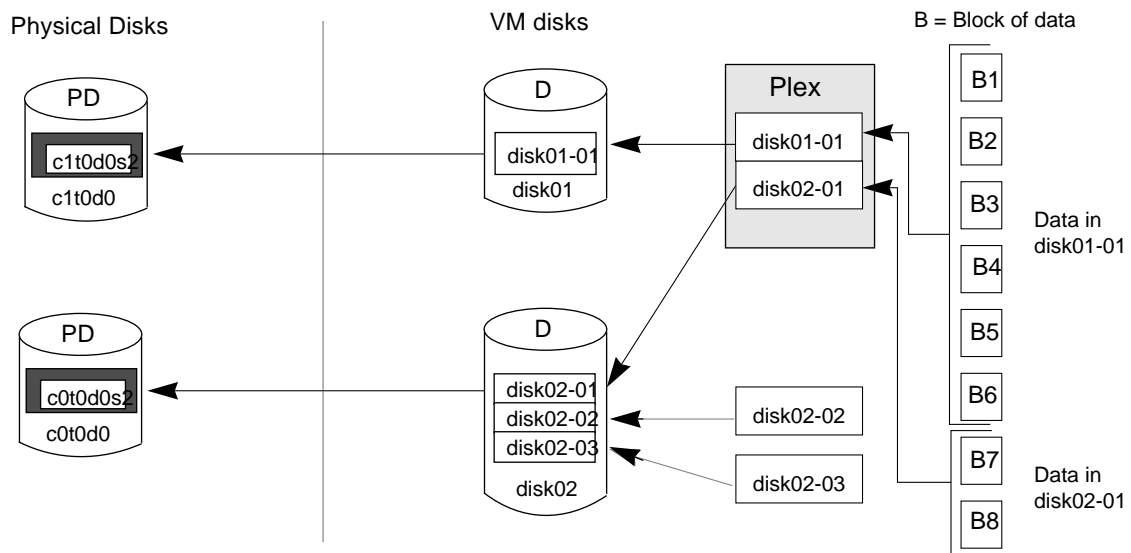 Physical Disks
VM disks
B = Block of data
PD
c1t0d0s2
c1t0d0
D
disk01-01
disk01
Plex
disk01-01
disk02-01
B1
B2
B3
B4
B5
B6
Data in
disk01-01
PD
c0t0d0s2
c0t0d0
D
disk02-01
disk02-02
disk02-03
disk02
disk02-02
disk02-03
B7
B8
Data in
disk02-01